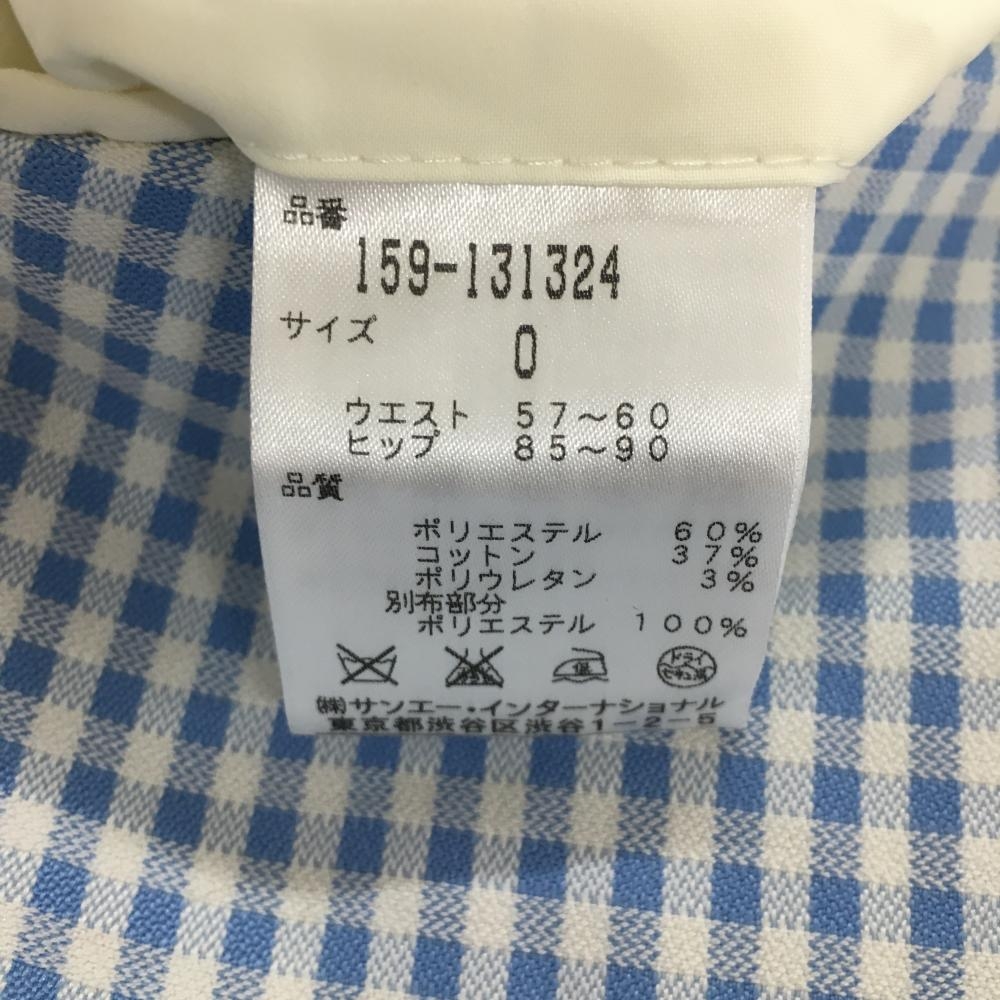 品番
159-131324
サイズ
0
ウエスト 57～60
ヒップ 85～90
品質
ポリエステル 60%
コットン 37%
ポリウレタン 3%
別布部分
ポリエステル 100%
低 ドライ
㈱サンエー・インターナショナル
東京都渋谷区渋谷1-2-5